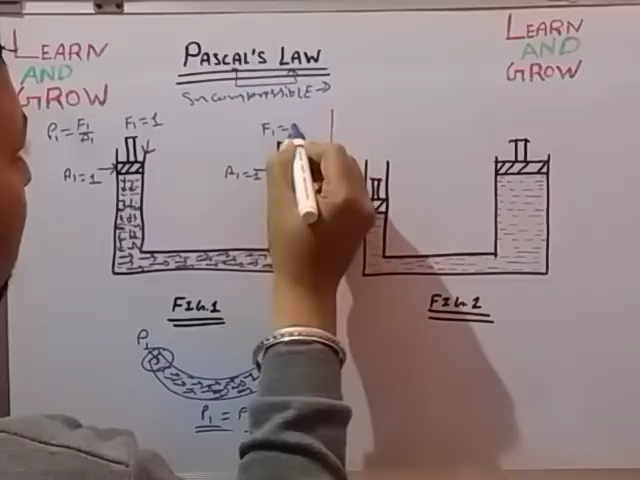 LEARN
AND
GROW
PASCAL'S LAW
Incompressible →
LEARN
AND
GROW
P₁ = F₁/A₁
F₁ = 1
A₁ = 1
F₁ =
A₁ = 1
FIG.1
FIG.2
P₁
P₁ = P